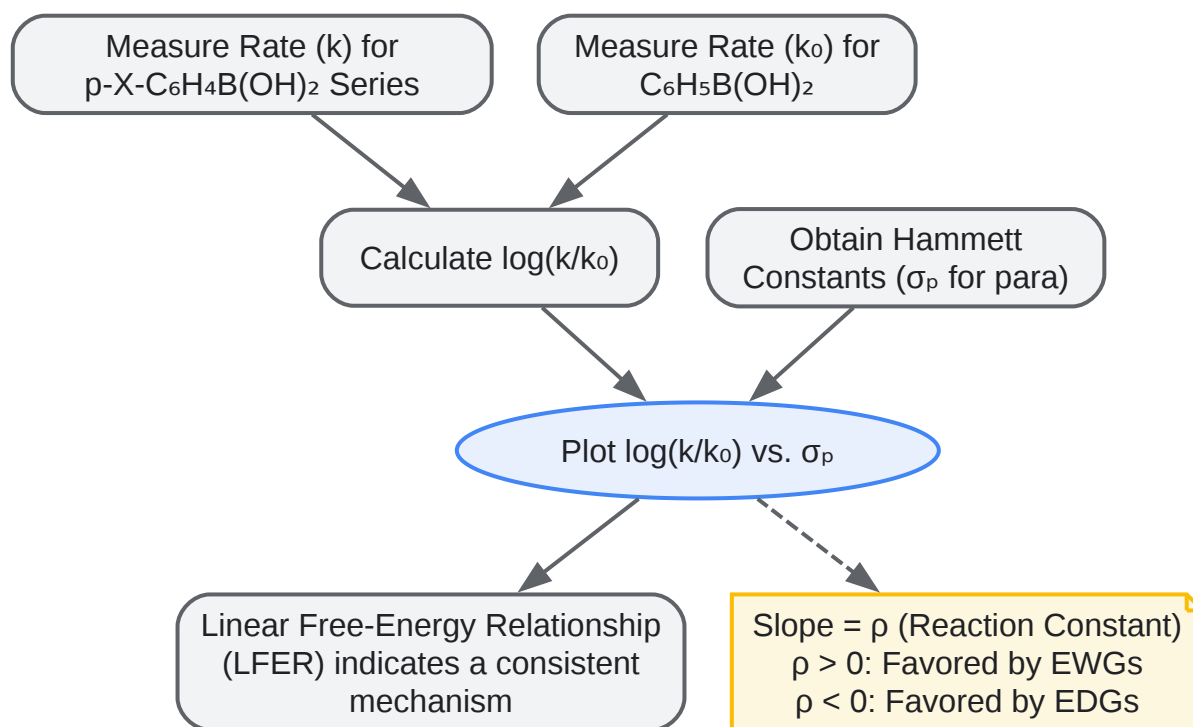 Measure Rate (k) for
p-X-C₆H₄B(OH)₂ Series
Measure Rate (k₀) for
C₆H₅B(OH)₂
Calculate log(k/k₀)
Obtain Hammett
Constants (σₚ for para)
Plot log(k/k₀) vs. σₚ
Linear Free-Energy Relationship
(LFER) indicates a consistent
mechanism
Slope = ρ (Reaction Constant)
ρ > 0: Favored by EWGs
ρ < 0: Favored by EDGs